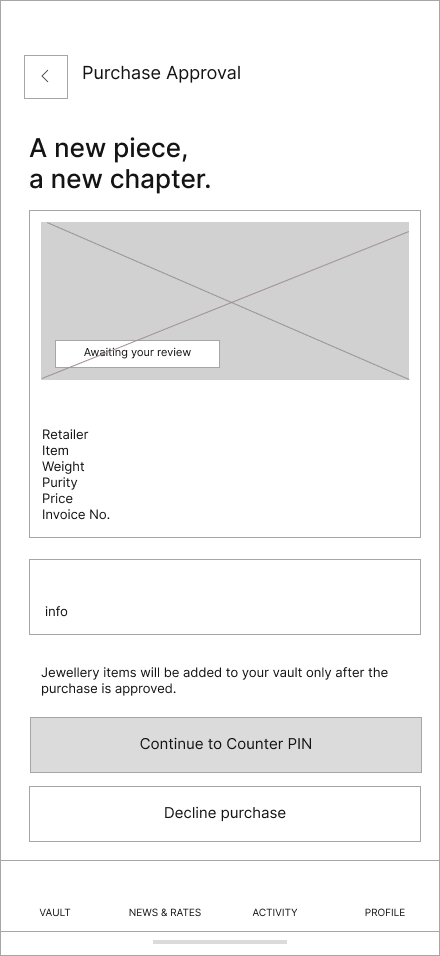 Purchase Approval
A new piece,
a new chapter.
Awaiting your review
Retailer
Item
Weight
Purity
Price
Invoice No.
info
Jewellery items will be added to your vault only after the
purchase is approved.
Continue to Counter PIN
Decline purchase
VAULT NEWS & RATES ACTIVITY PROFILE